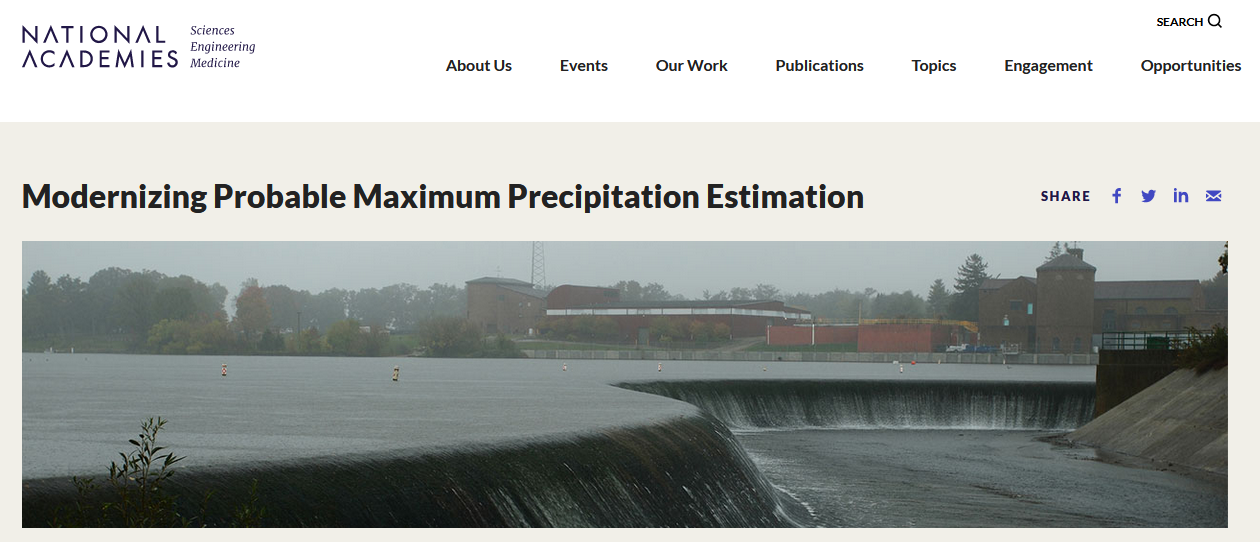 NATIONAL
ACADEMIES
Sciences
Engineering
Medicine
SEARCH
About Us Events Our Work Publications Topics Engagement Opportunities
Modernizing Probable Maximum Precipitation Estimation
SHARE